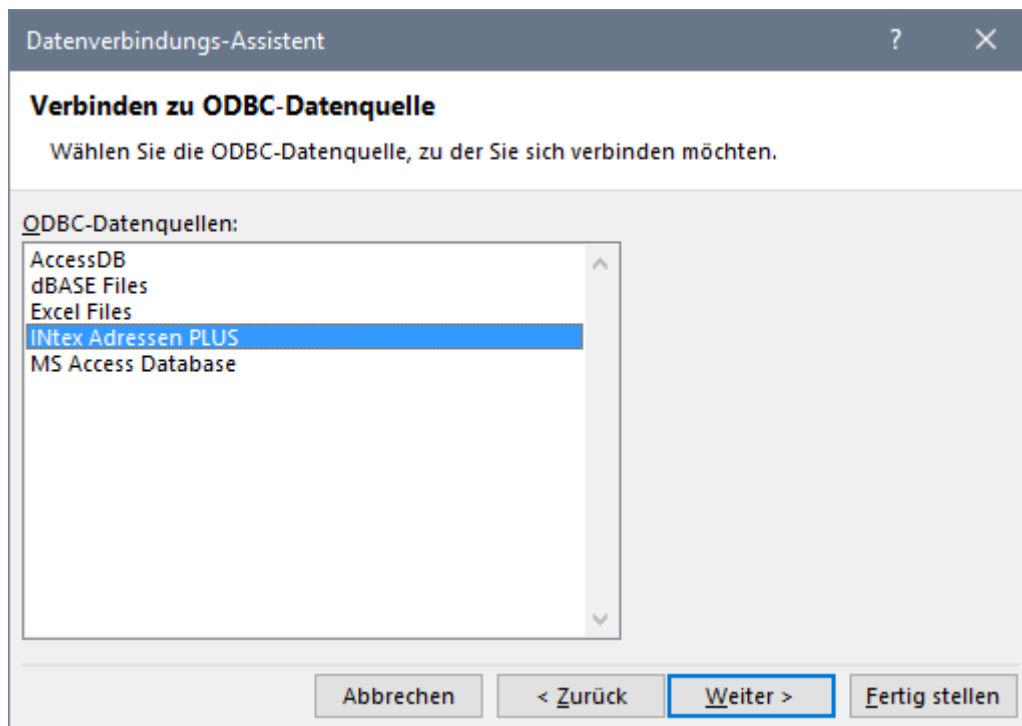 Datenverbindungs-Assistent ?
Verbinden zu ODBC-Datenquelle
Wählen Sie die ODBC-Datenquelle, zu der Sie sich verbinden möchten.
ODBC-Datenquellen:
AccessDB
dBASE Files
Excel Files
INtex Adressen PLUS
MS Access Database
Abbrechen < Zurück Weiter > Fertig stellen